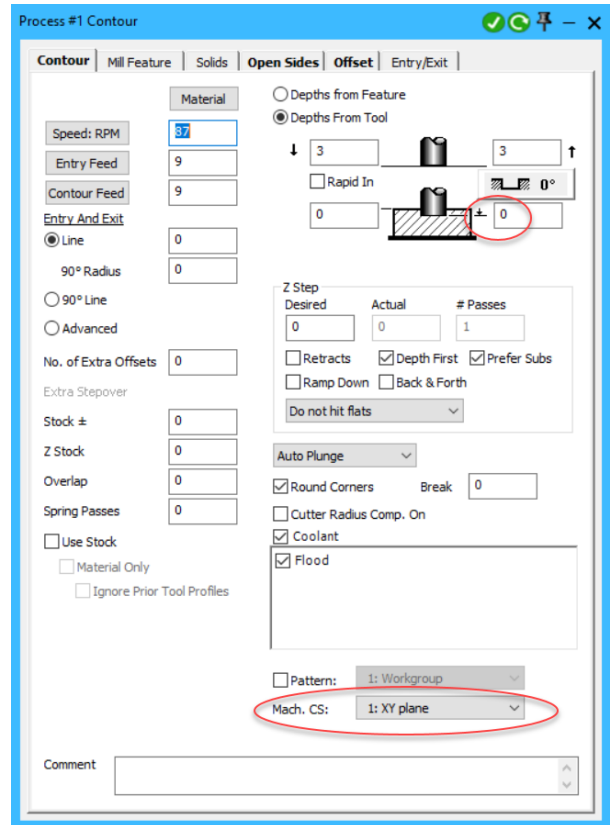 Process #1 Contour
Contour Mill Feature Solids Open Sides Offset Entry/Exit
Material
Speed: RPM 87
Entry Feed 9
Contour Feed 9
Entry And Exit
Line 0
90° Radius 0
90° Line
Advanced
No. of Extra Offsets 0
Extra Stepover
Stock ± 0
Z Stock 0
Overlap 0
Spring Passes 0
Use Stock
Material Only
Ignore Prior Tool Profiles
Depths from Feature
Depths From Tool
3 3
Rapid In 0°
0 0
Z Step
Desired Actual # Passes
0 0 1
Retracts Depth First Prefer Subs
Ramp Down Back & Forth
Do not hit flats
Auto Plunge
Round Corners Break 0
Cutter Radius Comp. On
Coolant
Flood
Pattern: 1: Workgroup
Mach. CS: 1: XY plane
Comment